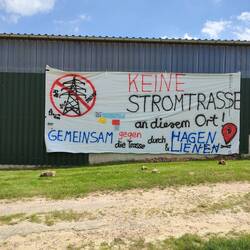 KEINE
STROMTRASSE
an diesem Ort!
GEMEINSAM gegen durch HAGEN
die Trasse & LIENEN